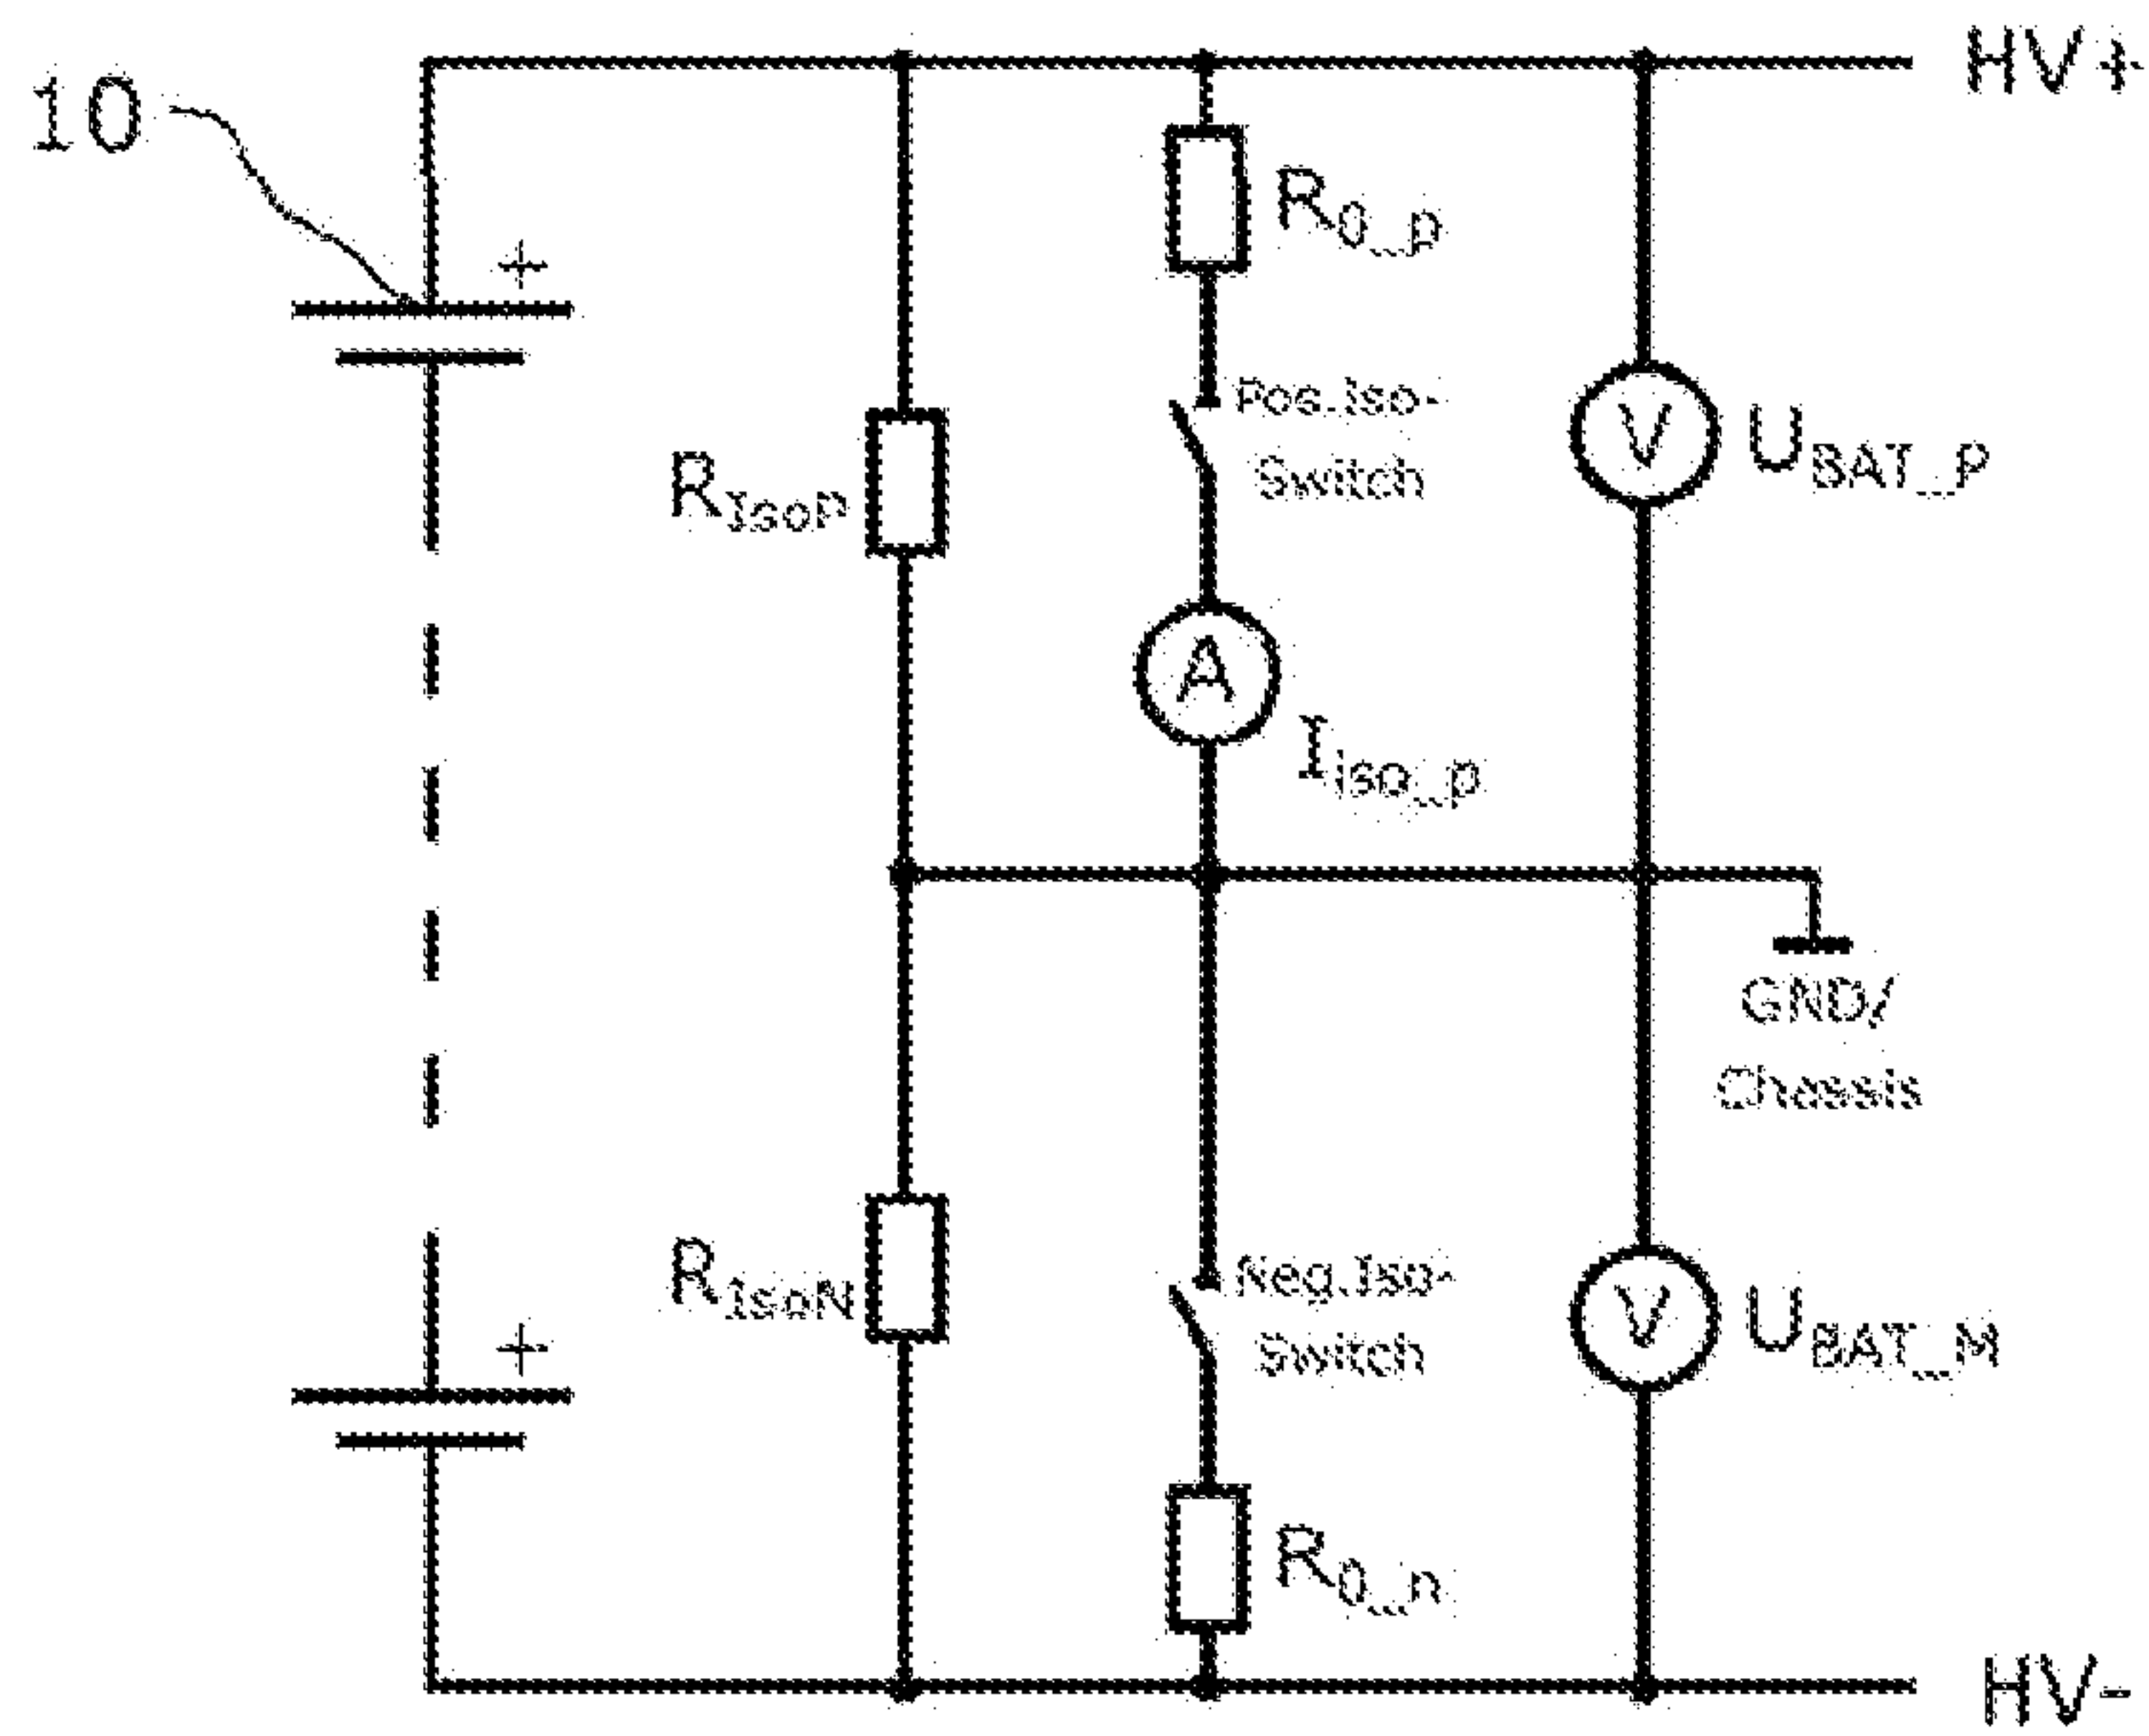 HV+
10
+
R0_p
Pos.Iso-
Switch
V
UBAT_P
RIsoP
A
Iiso_p
GND/
Chassis
RIsoN
Neg.Iso-
Switch
V
UBAT_M
+
R0_n
HV-